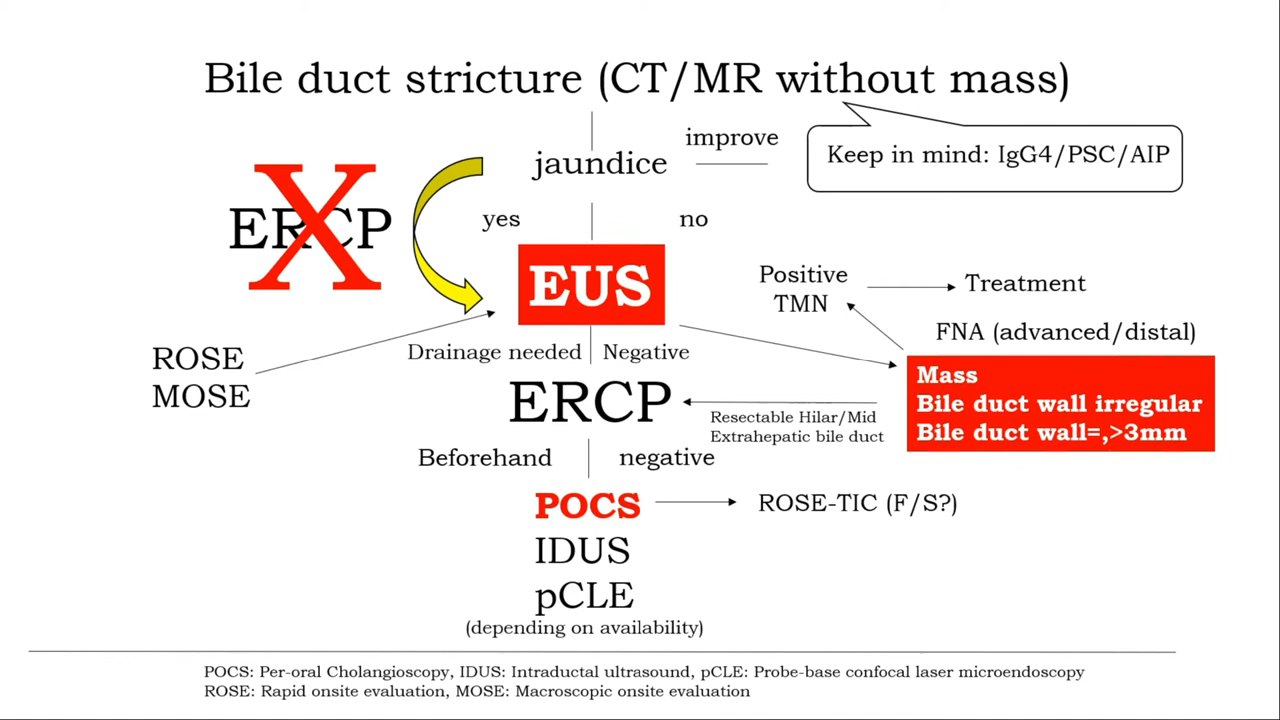 Bile duct stricture (CT/MR without mass)
improve
jaundice
Keep in mind: IgG4/PSC/AIP
ERCP
X
yes
no
EUS
Positive
TMN
Treatment
FNA (advanced/distal)
ROSE
MOSE
Drainage needed
Negative
Mass
Bile duct wall irregular
Bile duct wall=,>3mm
ERCP
Resectable Hilar/Mid
Extrahepatic bile duct
Beforehand
negative
POCS
ROSE-TIC (F/S?)
IDUS
pCLE
(depending on availability)
POCS: Per-oral Cholangioscopy, IDUS: Intraductal ultrasound, pCLE: Probe-base confocal laser microendoscopy
ROSE: Rapid onsite evaluation, MOSE: Macroscopic onsite evaluation